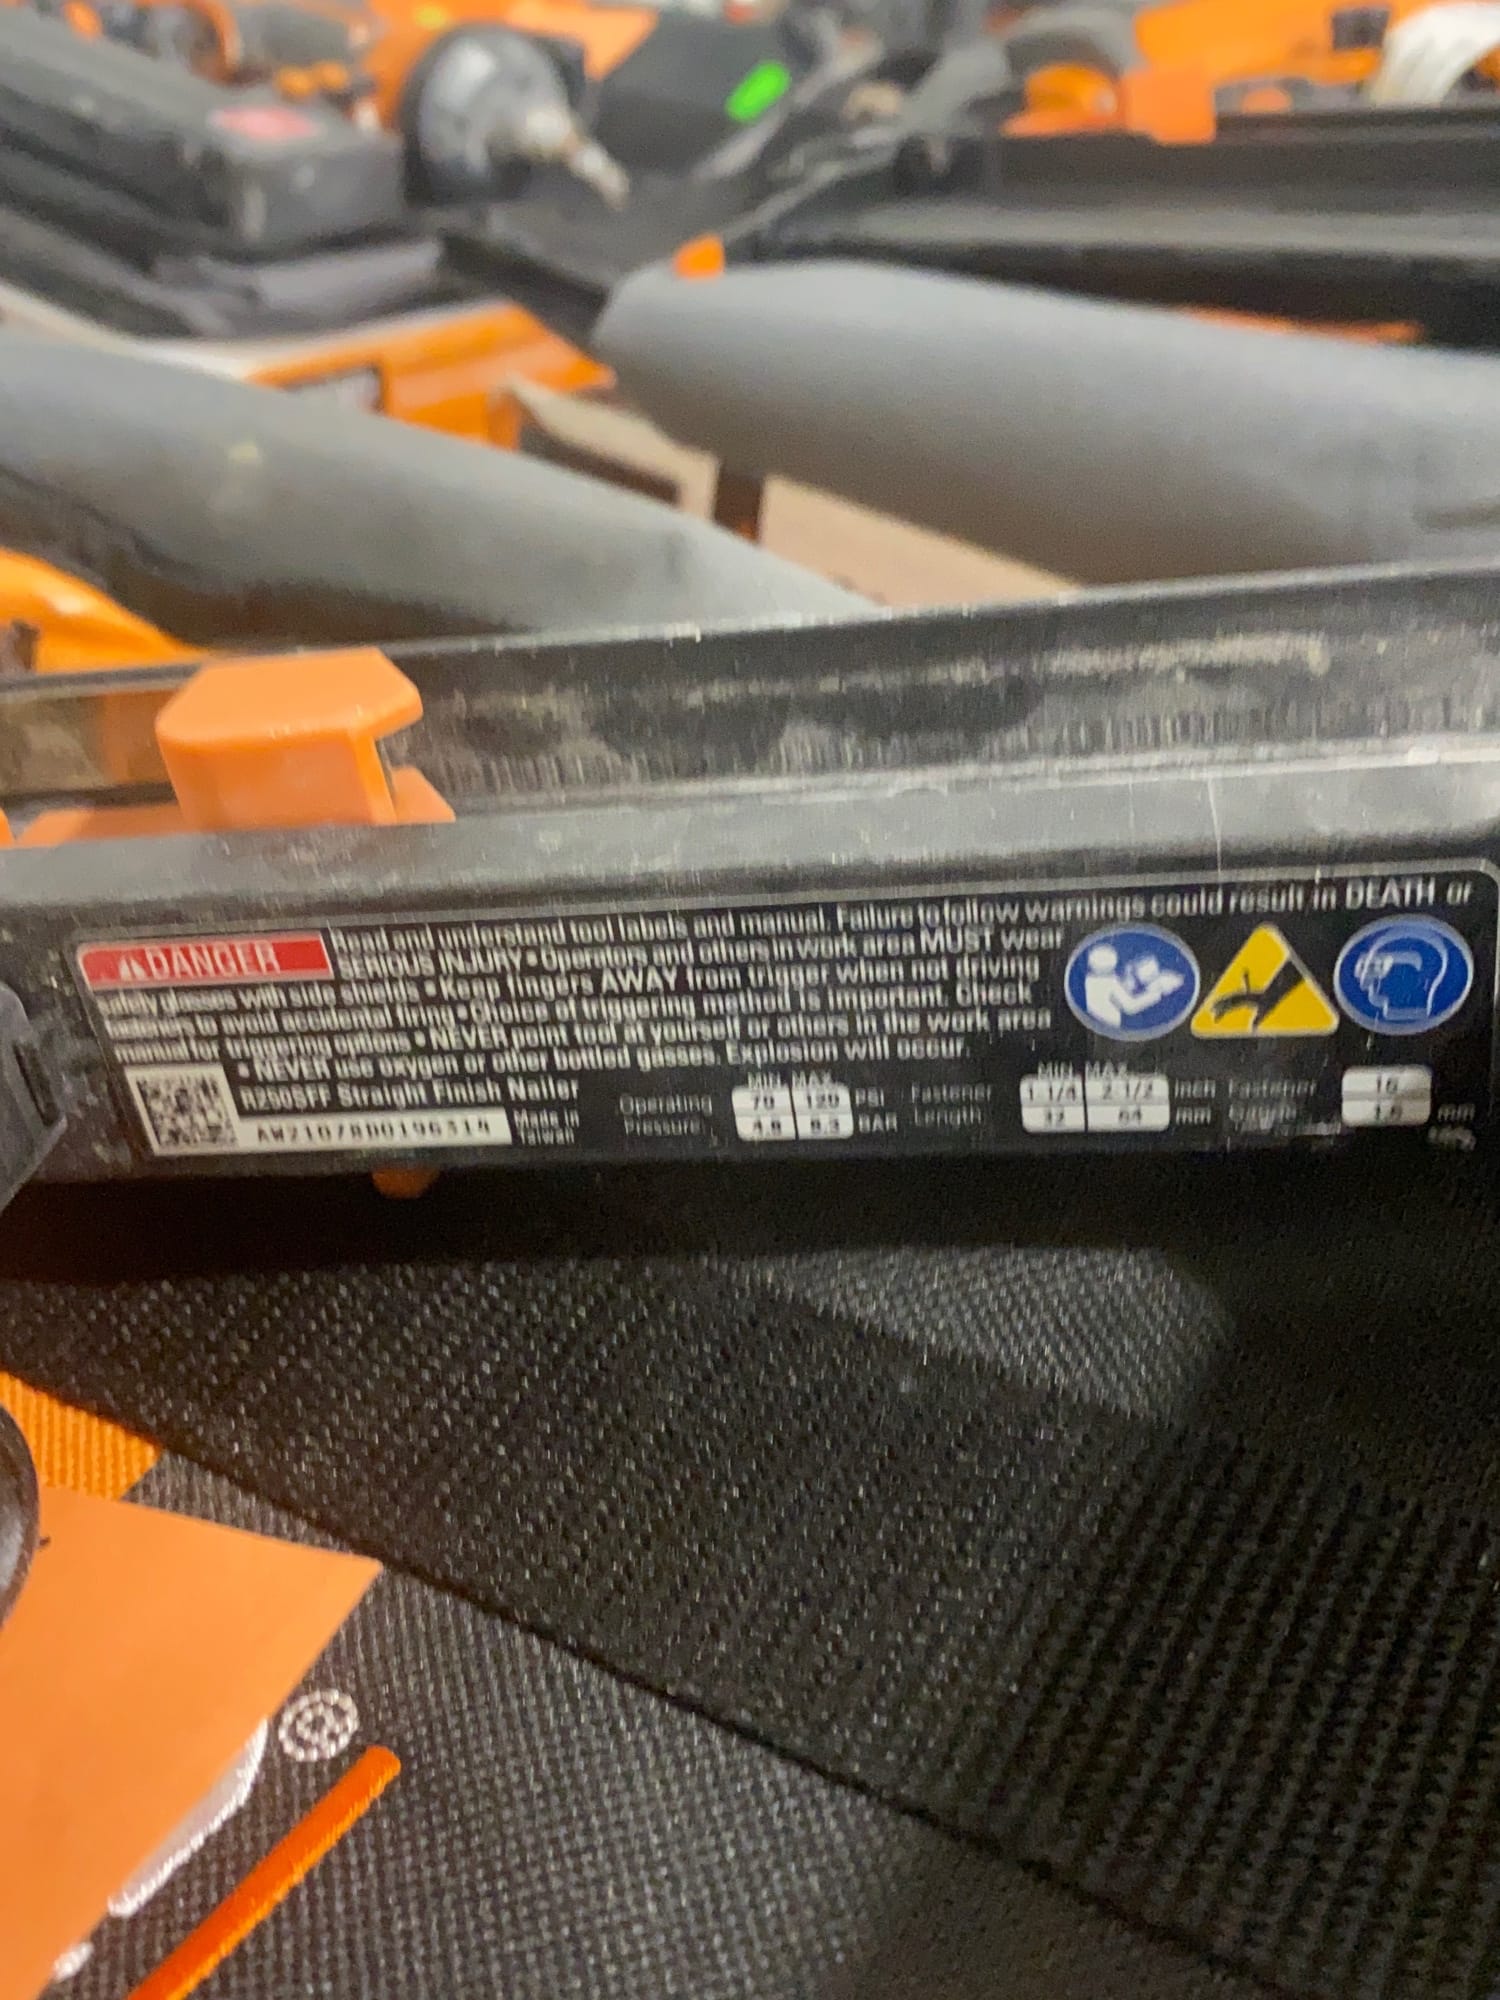 DANGER Read and understand tool labels and manual. Failure to follow warnings could result in DEATH or
SERIOUS INJURY • Operators and others in work area MUST wear
safety glasses with side shields • Keep fingers AWAY from trigger when not driving
fasteners to avoid accidental firing • Choice of triggering method is important. Check
manual for triggering options • NEVER point tool at yourself or others in the work area
• NEVER use oxygen or other bottled gasses. Explosion will occur.
R250SFF Straight Finish Nailer
Made in
Taiwan
Operating
Pressure
MIN MAX
70 120 PSI
4.8 8.3 BAR
Fastener
Length
MIN MAX
1 1/4 2 1/2 inch
32 64 mm
Fastener
16
1.6 mm